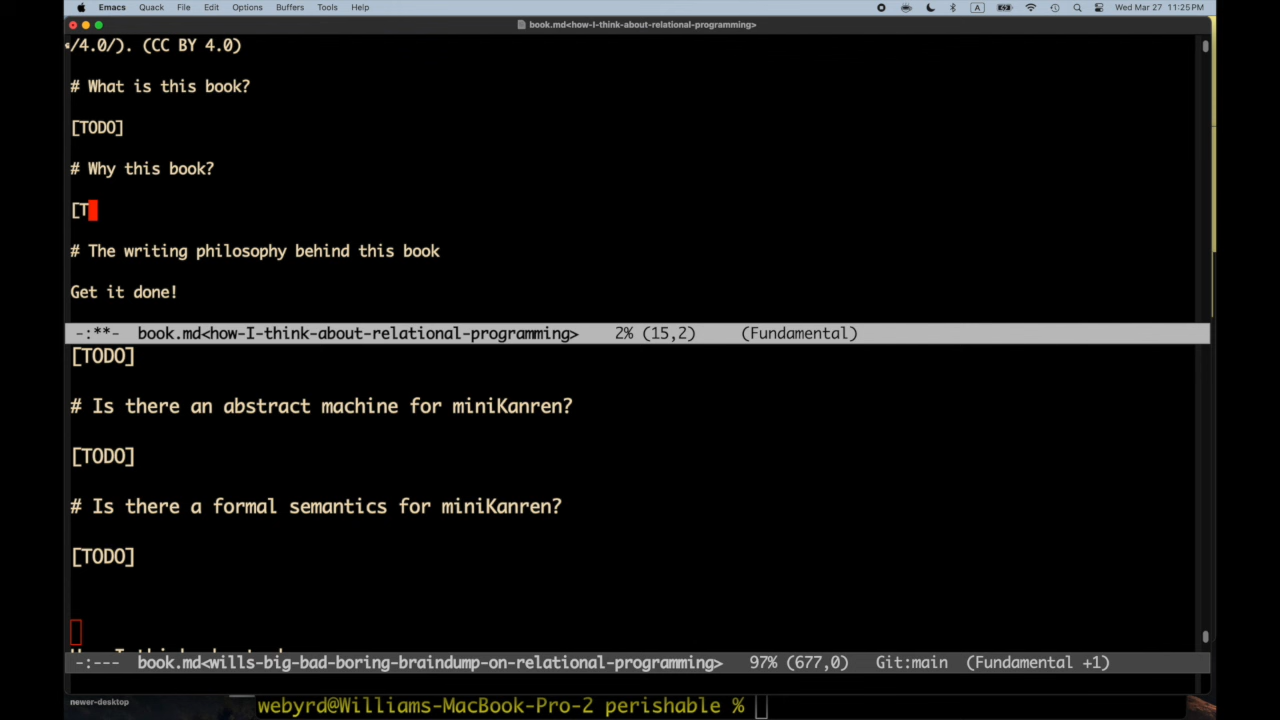 Emacs Quack File Edit Options Buffers Tools Help A Wed Mar 27 11:25PM
book.md<how-I-think-about-relational-programming>
/4.0/). (CC BY 4.0)
# What is this book?
[TODO]
# Why this book?
[T
# The writing philosophy behind this book
Get it done!
-:**- book.md<how-I-think-about-relational-programming> 2% (15,2) (Fundamental)
[TODO]
# Is there an abstract machine for miniKanren?
[TODO]
# Is there a formal semantics for miniKanren?
[TODO]
-:--- book.md<wills-big-bad-boring-braindump-on-relational-programming> 97% (677,0) Git:main (Fundamental +1)
newer-desktop
webyrd@Williams-MacBook-Pro-2 perishable %